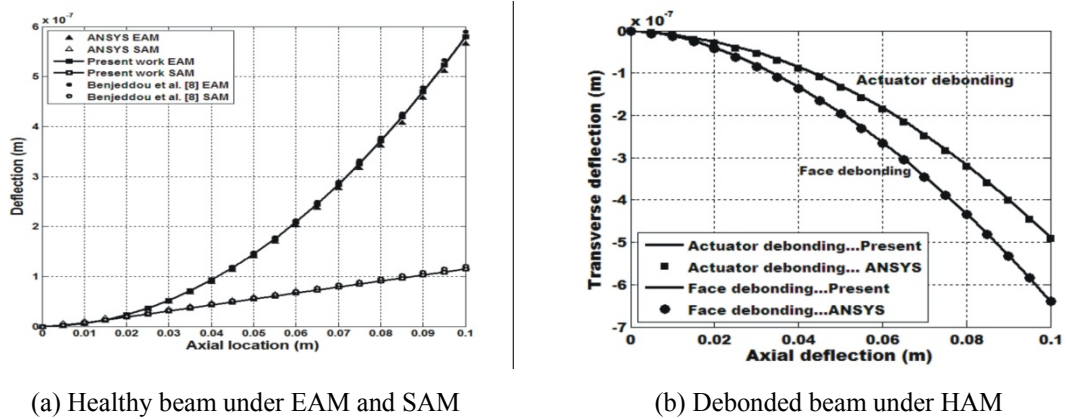 x 10⁻⁷
6
5
4
3
2
1
0
Deflection (m)
ANSYS EAM
ANSYS SAM
Present work EAM
Present work SAM
Benjeddou et al. [8] EAM
Benjeddou et al. [8] SAM
0 0.01 0.02 0.03 0.04 0.05 0.06 0.07 0.08 0.09 0.1
Axial location (m)
(a) Healthy beam under EAM and SAM
x 10⁻⁷
0
-1
-2
-3
-4
-5
-6
-7
Transverse deflection (m)
Actuator debonding
Face debonding
Actuator debonding...Present
Actuator debonding... ANSYS
Face debonding...Present
Face debonding...ANSYS
0 0.02 0.04 0.06 0.08 0.1
Axial deflection (m)
(b) Debonded beam under HAM